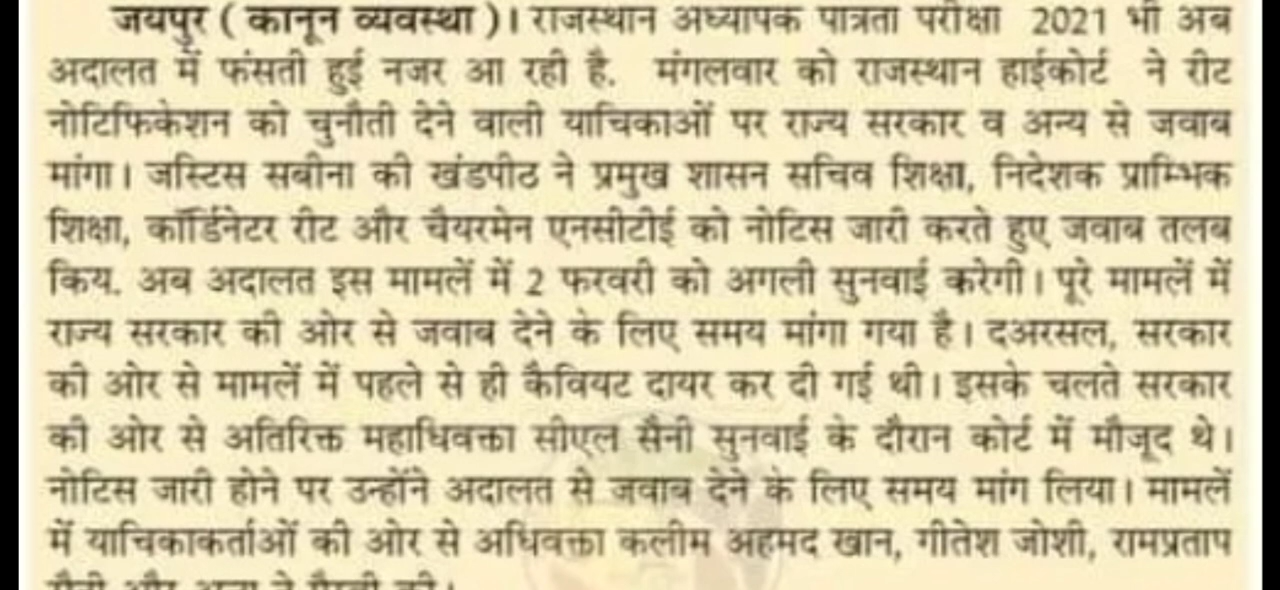 जयपुर ( कानून व्यवस्था )। राजस्थान अध्यापक पात्रता परीक्षा 2021 भी अब
अदालत में फंसती हुई नजर आ रही है. मंगलवार को राजस्थान हाईकोर्ट ने रीट
नोटिफिकेशन को चुनौती देने वाली याचिकाओं पर राज्य सरकार व अन्य से जवाब
मांगा। जस्टिस सबीना की खंडपीठ ने प्रमुख शासन सचिव शिक्षा, निदेशक प्राम्भिक
शिक्षा, कॉर्डिनेटर रीट और चैयरमेन एनसीटीई को नोटिस जारी करते हुए जवाब तलब
किय. अब अदालत इस मामलें में 2 फरवरी को अगली सुनवाई करेगी। पूरे मामलें में
राज्य सरकार की ओर से जवाब देने के लिए समय मांगा गया है। दअरसल, सरकार
की ओर से मामलें में पहले से ही कैवियट दायर कर दी गई थी। इसके चलते सरकार
की ओर से अतिरिक्त महाधिवक्ता सीएल सैनी सुनवाई के दौरान कोर्ट में मौजूद थे।
नोटिस जारी होने पर उन्होंने अदालत से जवाब देने के लिए समय मांग लिया। मामलें
में याचिकाकर्ताओं की ओर से अधिवक्ता कलीम अहमद खान, गीतेश जोशी, रामप्रताप